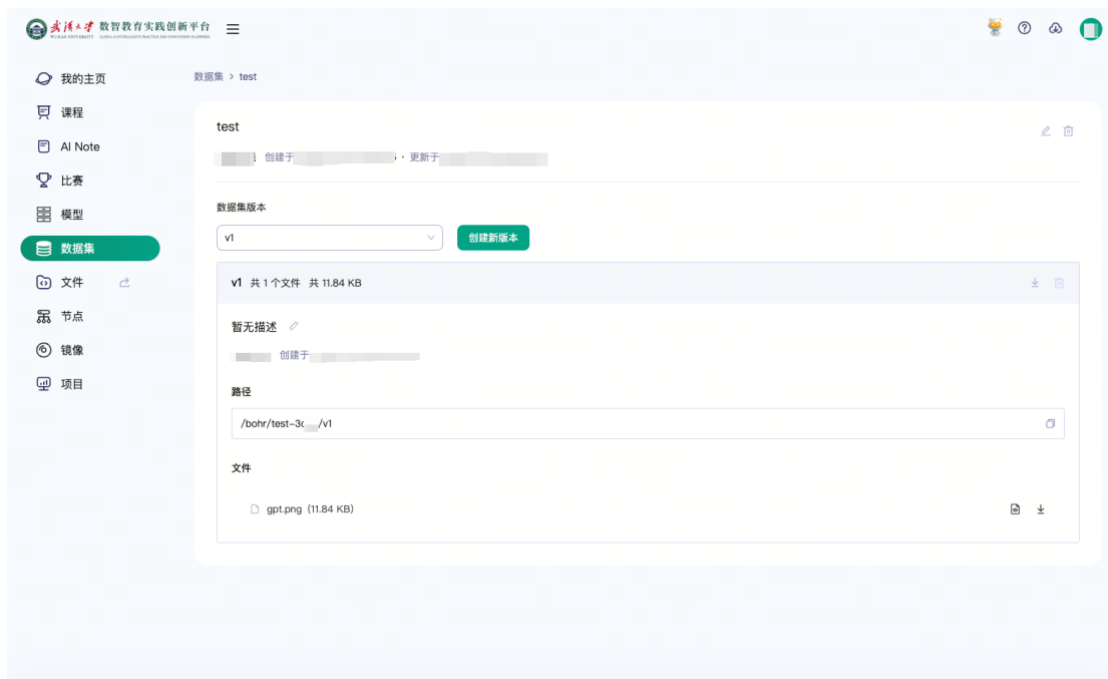 武汉大学 数智教育实践创新平台
我的主页
课程
AI Note
比赛
模型
数据集
文件
节点
镜像
项目
数据集 > test
test
创建于 · 更新于
数据集版本
v1
创建新版本
v1 共 1 个文件 共 11.84 KB
暂无描述
创建于
路径
/bohr/test-3 /v1
文件
gpt.png (11.84 KB)